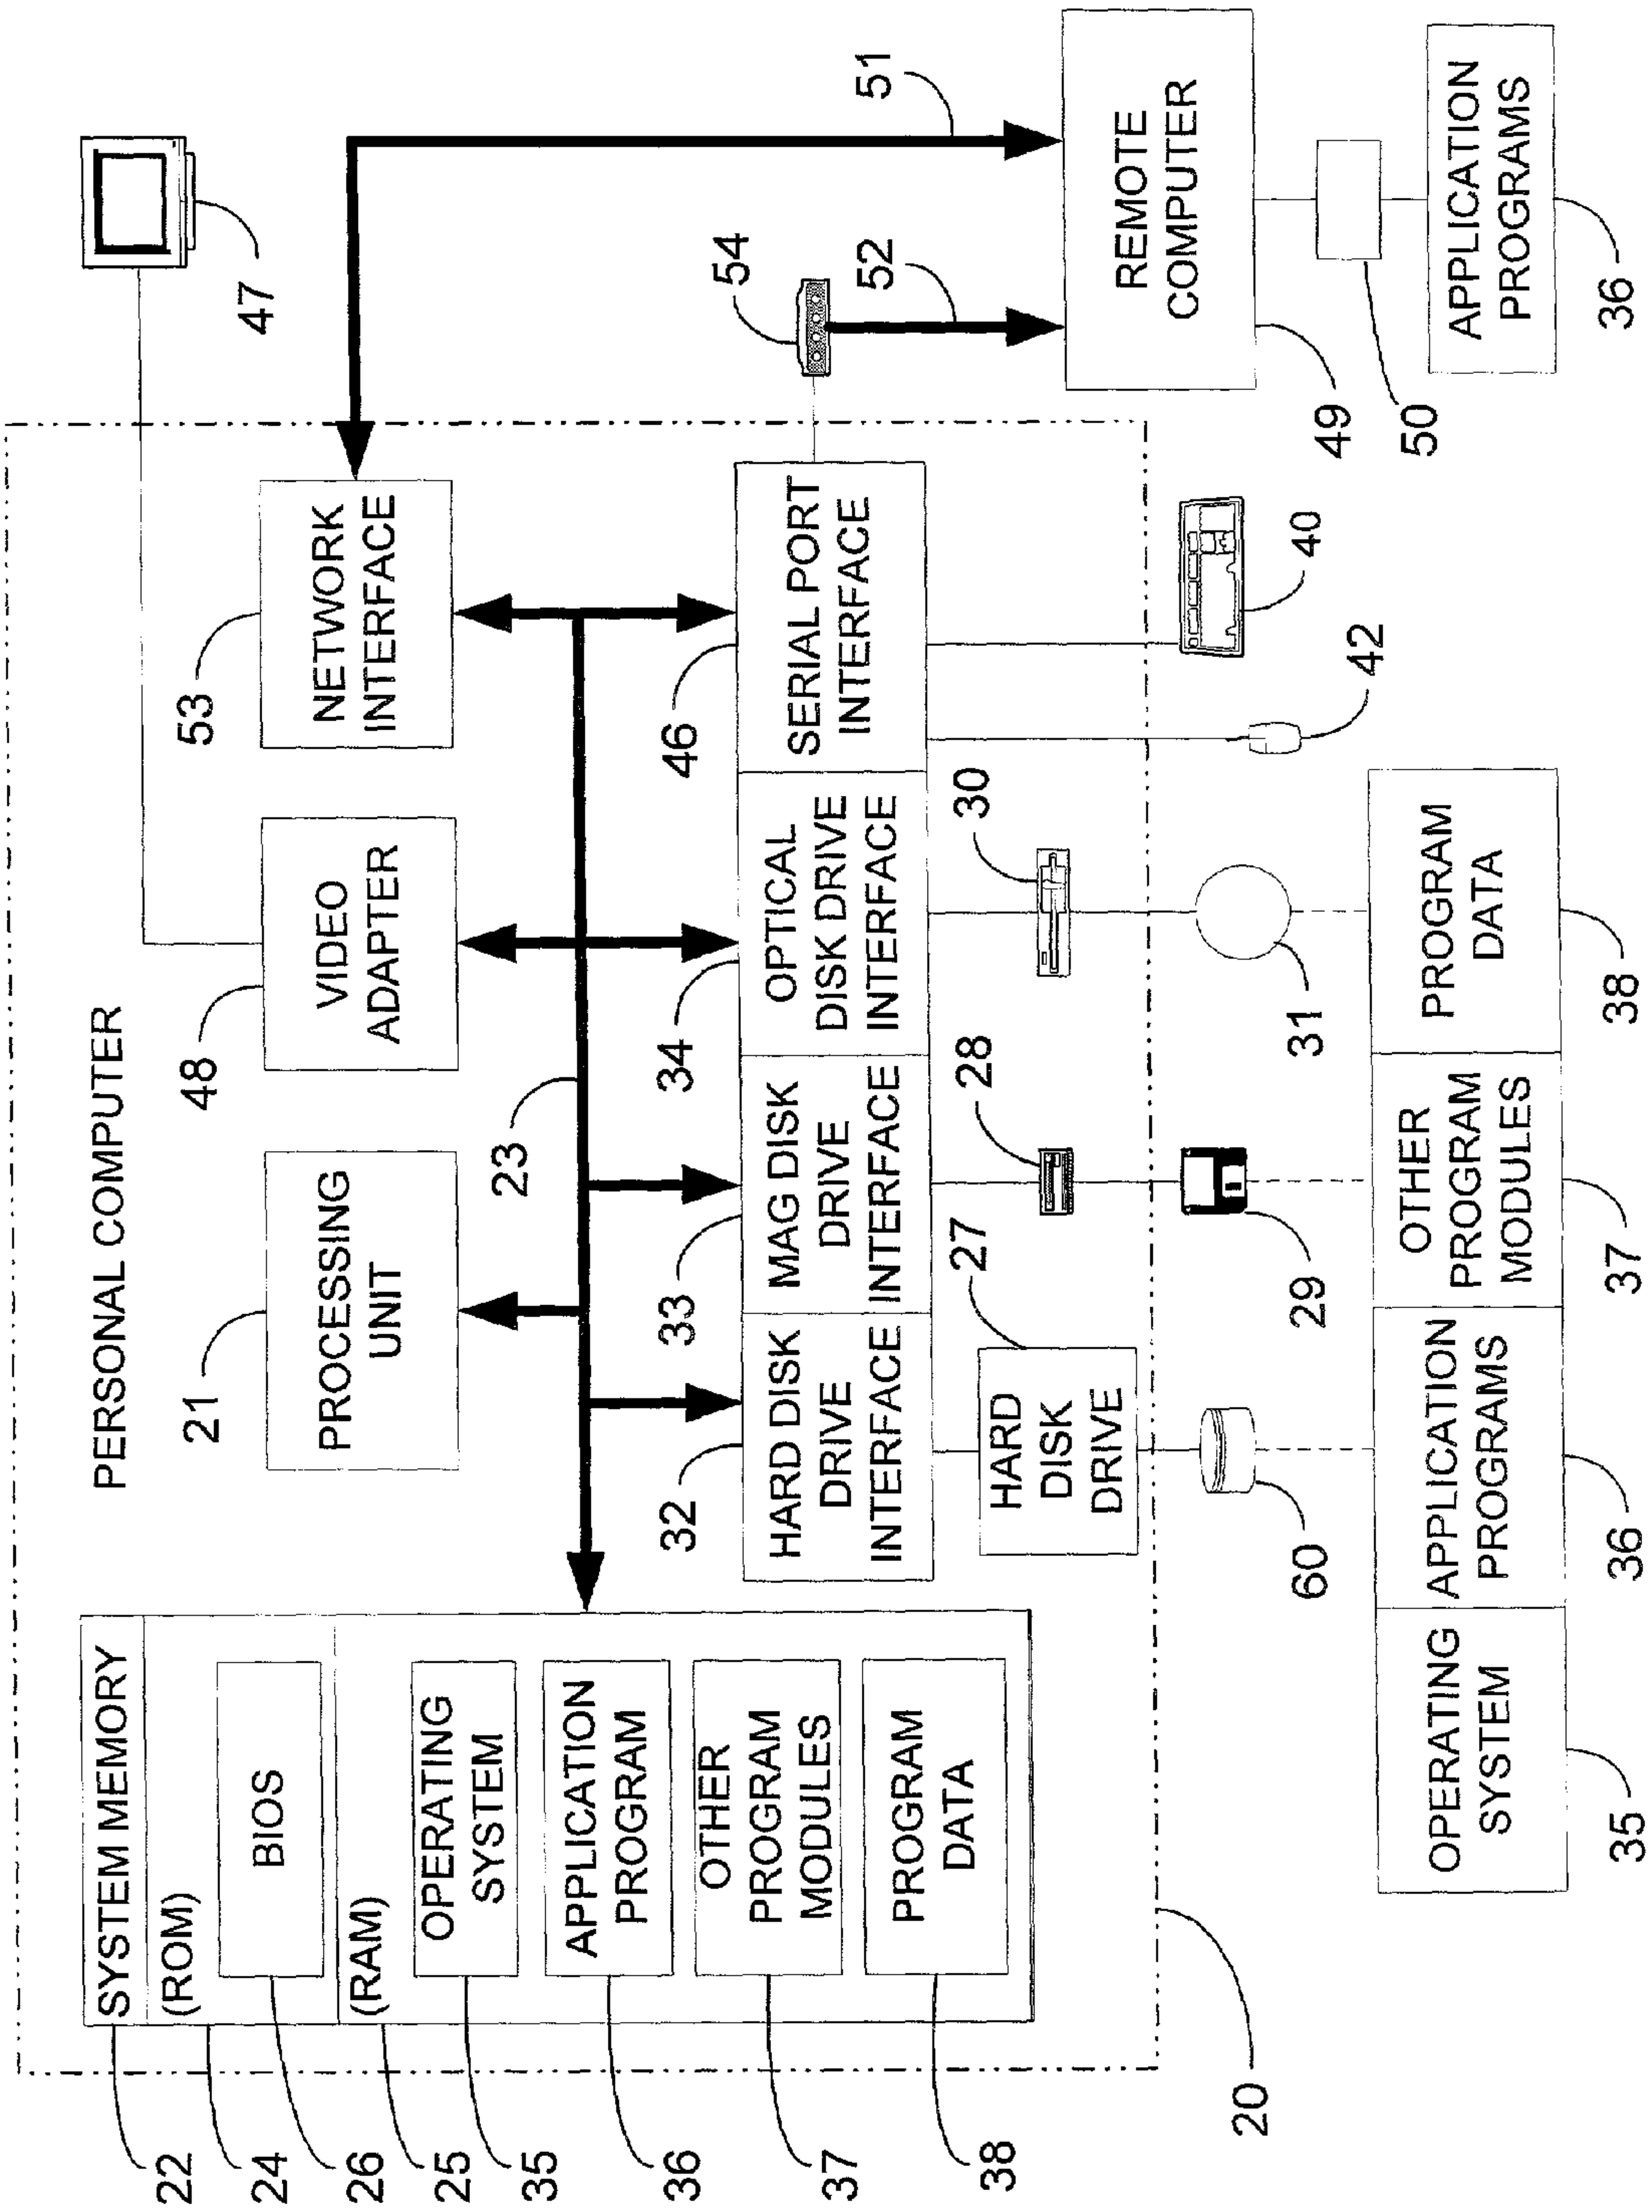 PERSONAL COMPUTER
22
SYSTEM MEMORY
24
(ROM)
26
BIOS
25
(RAM)
35
OPERATING
SYSTEM
36
APPLICATION
PROGRAM
37
OTHER
PROGRAM
MODULES
38
PROGRAM
DATA
21
PROCESSING
UNIT
48
VIDEO
ADAPTER
53
NETWORK
INTERFACE
47
23
32
HARD DISK
DRIVE
INTERFACE
33
MAG DISK
DRIVE
INTERFACE
34
OPTICAL
DISK DRIVE
INTERFACE
46
SERIAL PORT
INTERFACE
54
52
51
27
HARD
DISK
DRIVE
28
30
REMOTE
COMPUTER
49
50
APPLICATION
PROGRAMS
36
20
60
29
31
42
40
OPERATING
SYSTEM
35
APPLICATION
PROGRAMS
36
OTHER
PROGRAM
MODULES
37
PROGRAM
DATA
38